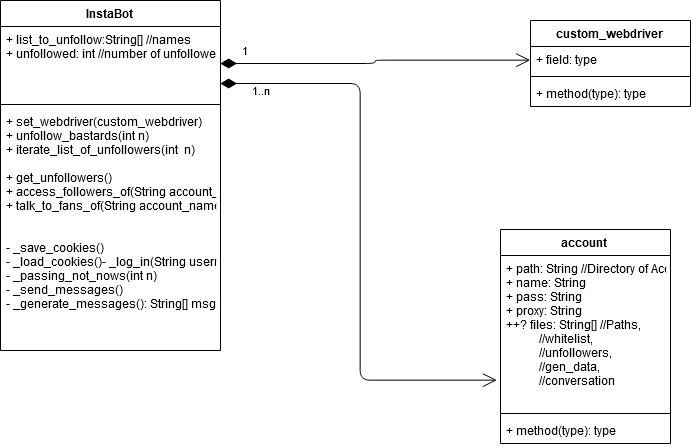 InstaBot
+ list_to_unfollow:String[] //names
+ unfollowed: int //number of unfollowe
+ set_webdriver(custom_webdriver)
+ unfollow_bastards(int n)
+ iterate_list_of_unfollowers(int  n)
+ get_unfollowers()
+ access_followers_of(String account_
+ talk_to_fans_of(String account_name
- _save_cookies()
- _load_cookies()- _log_in(String usern
- _passing_not_nows(int n)
- _send_messages()
- _generate_messages(): String[] msg
1
1..n
custom_webdriver
+ field: type
+ method(type): type
account
+ path: String //Directory of Acc
+ name: String
+ pass: String
+ proxy: String
++? files: String[] //Paths,
//whitelist,
//unfollowers,
//gen_data,
//conversation
+ method(type): type